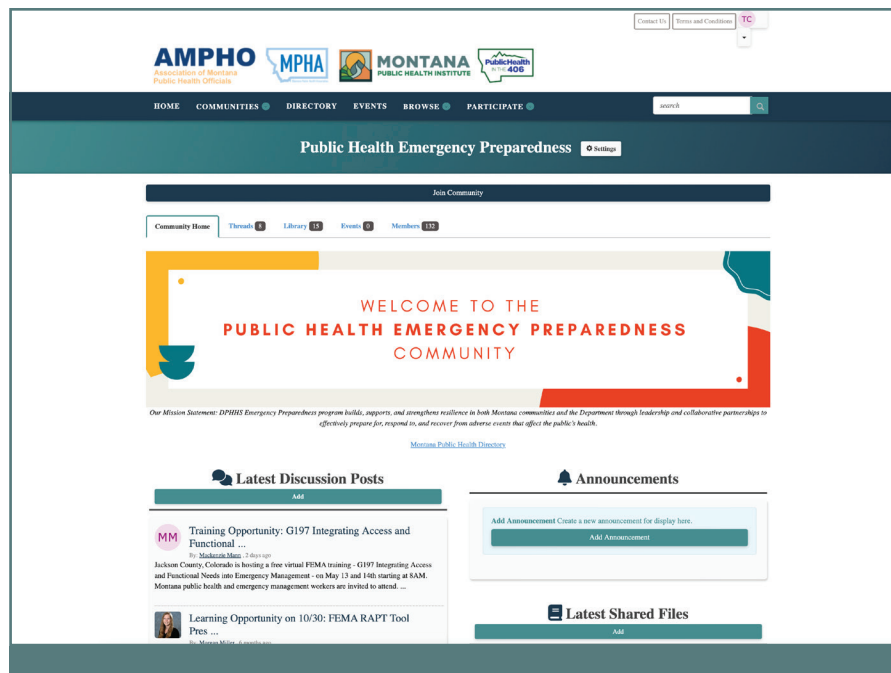 Contact Us Terms and Conditions TC
AMPHO
Association of Montana
Public Health Officials
MPHA
MONTANA
PUBLIC HEALTH INSTITUTE
PublicHealth
IN THE 406
HOME COMMUNITIES DIRECTORY EVENTS BROWSE PARTICIPATE search
Public Health Emergency Preparedness Settings
Join Community
Community Home Threads 8 Library 15 Events 0 Members 132
WELCOME TO THE
PUBLIC HEALTH EMERGENCY PREPAREDNESS
COMMUNITY
Our Mission Statement: DPHHS Emergency Preparedness program builds, supports, and strengthens resilience in both Montana communities and the Department through leadership and collaborative partnerships to
effectively prepare for, respond to, and recover from adverse events that affect the public's health.
Montana Public Health Directory
Latest Discussion Posts
Add
MM
Training Opportunity: G197 Integrating Access and
Functional ...
By: Mackenzie Mann , 2 days ago
Jackson County, Colorado is hosting a free virtual FEMA training - G197 Integrating Access
and Functional Needs into Emergency Management - on May 13 and 14th starting at 8AM.
Montana public health and emergency management workers are invited to attend. ...
Learning Opportunity on 10/30: FEMA RAPT Tool
Pres ...
By: Miller , 6 months ago
Announcements
Add Announcement Create a new announcement for display here.
Add Announcement
Latest Shared Files
Add